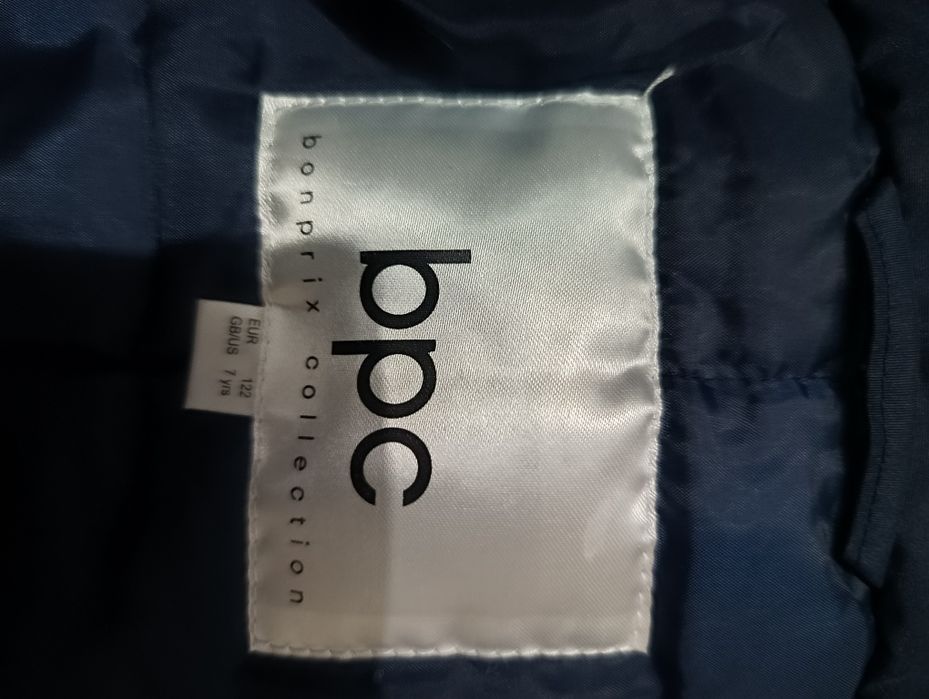 bpc
bonprix collection
EUR 122
GB/US 7 yrs